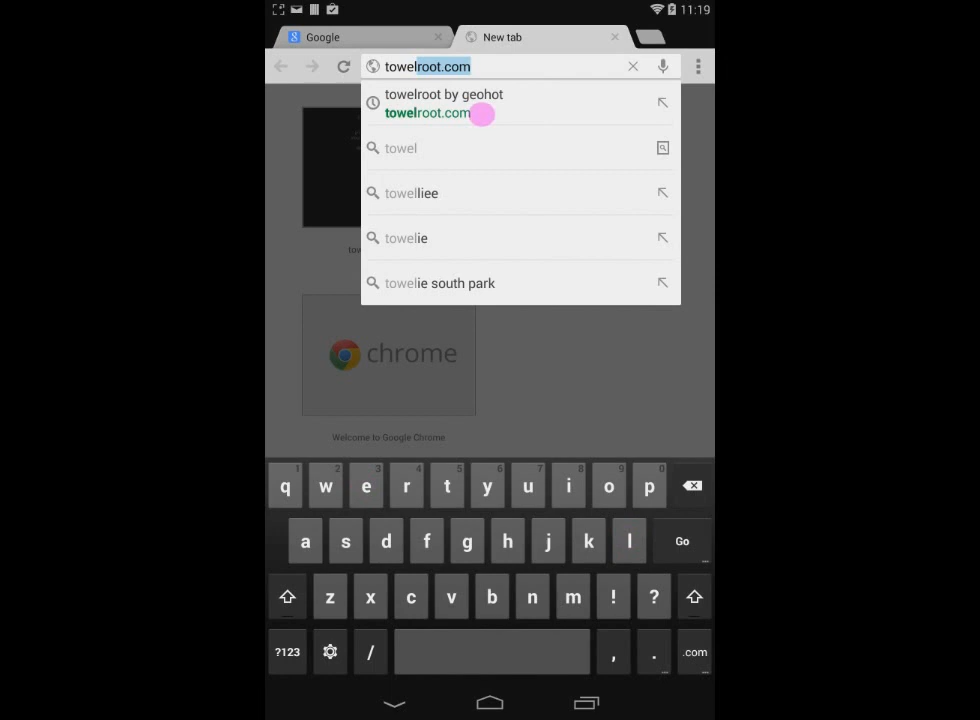 11:19
Google
New tab
towelroot.com
towelroot by geohot
towelroot.com
towel
towelliee
towelie
towelie south park
tow
chrome
Welcome to Google Chrome
1 2 3 4 5 6 7 8 9 0
q w e r t y u i o p
a s d f g h j k l Go
z x c v b n m ! ?
?123 / , . .com